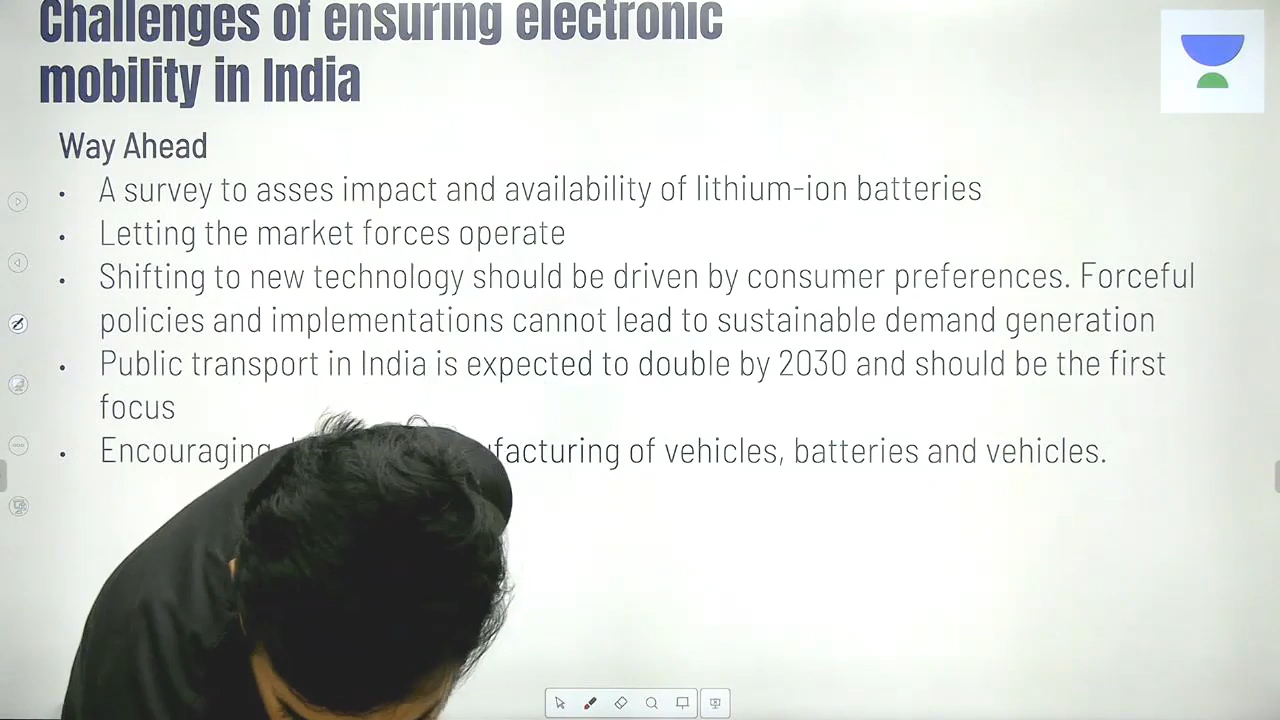 Challenges of ensuring electronic
mobility in India
Way Ahead
• A survey to asses impact and availability of lithium-ion batteries
• Letting the market forces operate
• Shifting to new technology should be driven by consumer preferences. Forceful
policies and implementations cannot lead to sustainable demand generation
• Public transport in India is expected to double by 2030 and should be the first
focus
• Encouraging facturing of vehicles, batteries and vehicles.